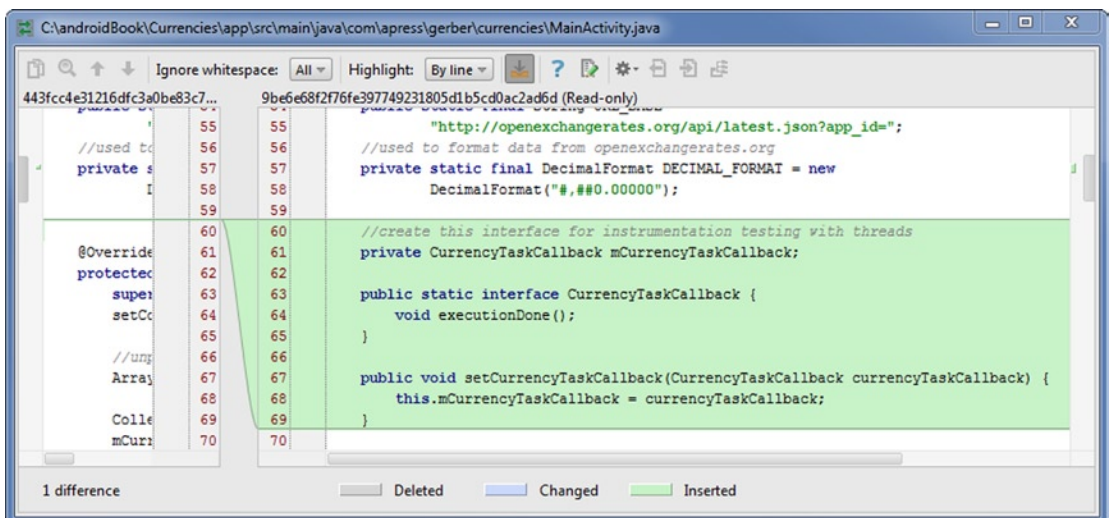 C:\androidBook\Currencies\app\src\main\java\com\apress\gerber\currencies\MainActivity.java
Ignore whitespace: All Highlight: By line ?
443fcc4e31216dfc3a0be83c7... 9be6e68f2f76fe397749231805d1b5cd0ac2ad6d (Read-only)
' 55 55 "http://openexchangerates.org/api/latest.json?app_id=";
//used to 56 56 //used to format data from openexchangerates.org
private s 57 57 private static final DecimalFormat DECIMAL_FORMAT = new
58 58 DecimalFormat("#,##0.00000");
59 59
60 60 //create this interface for instrumentation testing with threads
@Override 61 61 private CurrencyTaskCallback mCurrencyTaskCallback;
protected 62 62
super 63 63 public static interface CurrencyTaskCallback {
setCo 64 64 void executionDone();
65 65 }
//unp 66 66
Array 67 67 public void setCurrencyTaskCallback(CurrencyTaskCallback currencyTaskCallback) {
68 68 this.mCurrencyTaskCallback = currencyTaskCallback;
Colle 69 69 }
mCurr 70 70
1 difference Deleted Changed Inserted